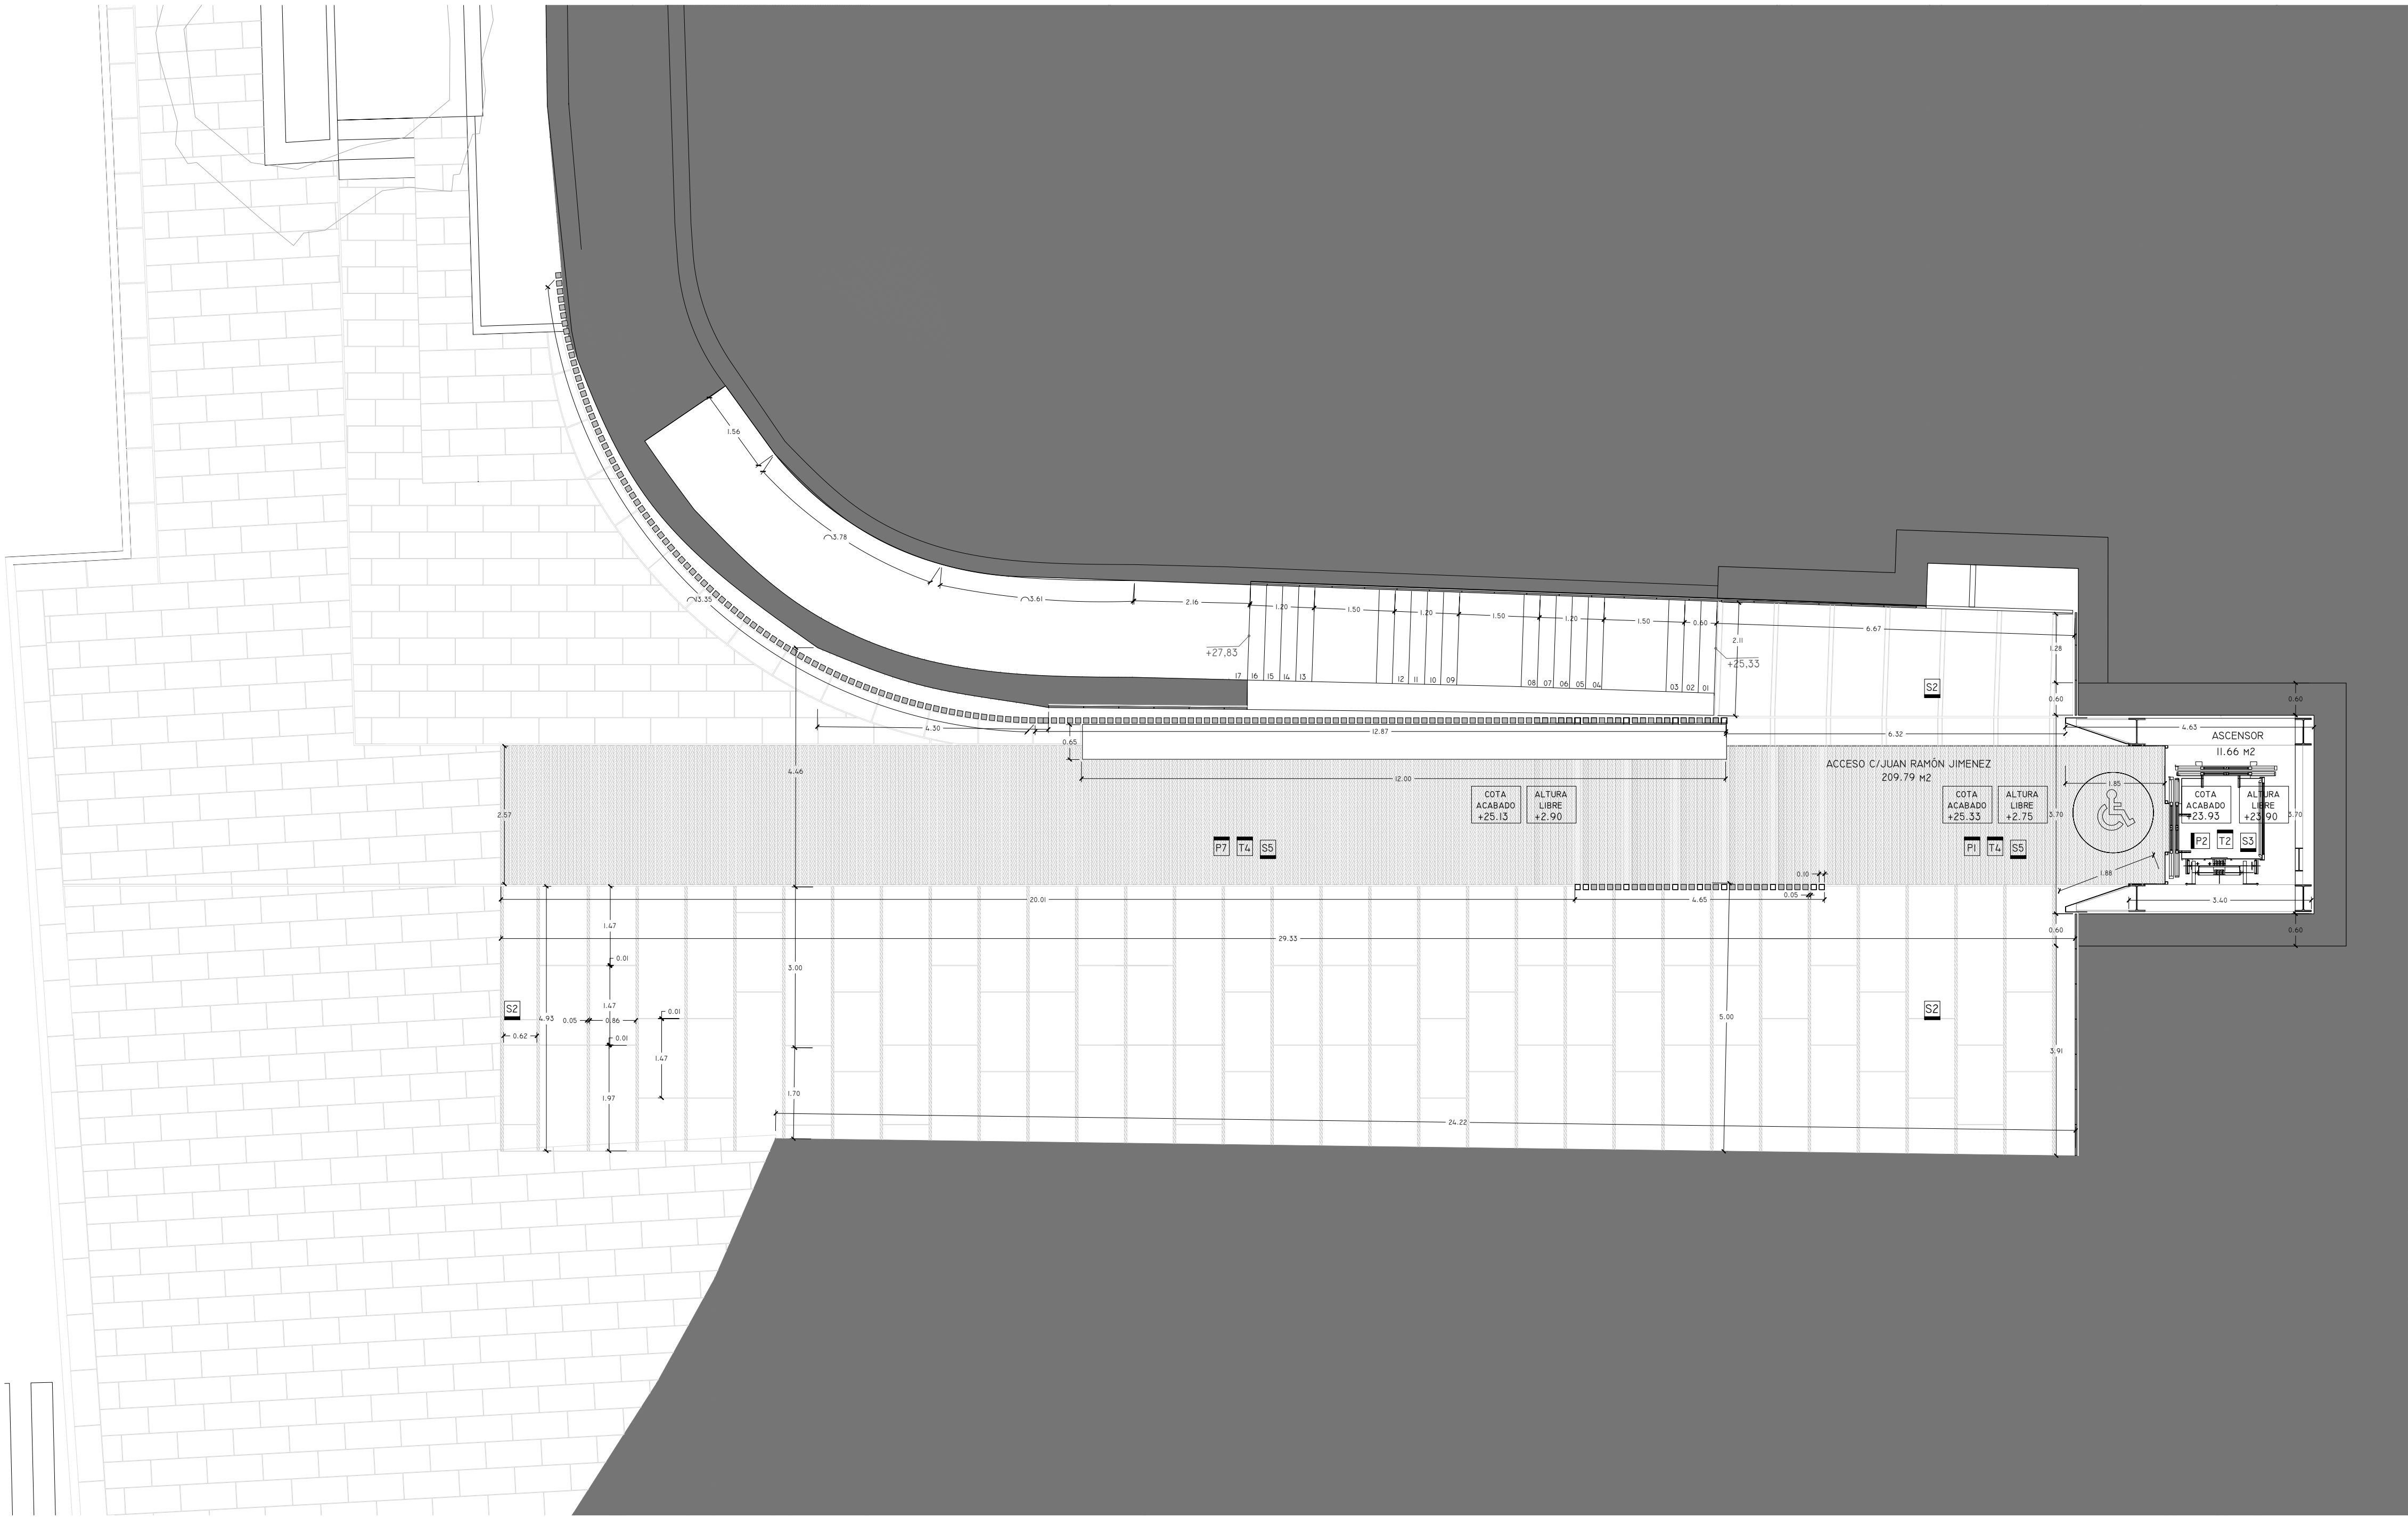 1.56
⌒3.78
⌒13.35
⌒3.61
2.16
1.20
1.50
1.20
1.50
1.20
1.50
0.60
2.11
6.67
1.28
+27,83
+25,33
17 16 15 14 13 12 11 10 09 08 07 06 05 04 03 02 01
S2
0.60
0.60
4.30
12.87
6.32
4.63
0.65
ASCENSOR
11.66 M2
4.46
12.00
ACCESO C/JUAN RAMÓN JIMENEZ
209.79 M2
1.85
2.57
COTA
ACABADO
+25.13
ALTURA
LIBRE
+2.90
COTA
ACABADO
+25.33
ALTURA
LIBRE
+2.75
3.70
COTA
ACABADO
+23.93
ALTURA
LIBRE
+23.90
3.70
P7 T4 S5
P1 T4 S5
P2 T2 S3
1.88
0.10
0.05
20.01
4.65
3.40
1.47
0.60
0.60
29.33
0.01
3.00
S2
1.47
4.93
0.05
0.86
0.01
S2
5.00
0.62
0.01
1.47
3.91
1.70
1.97
24.22